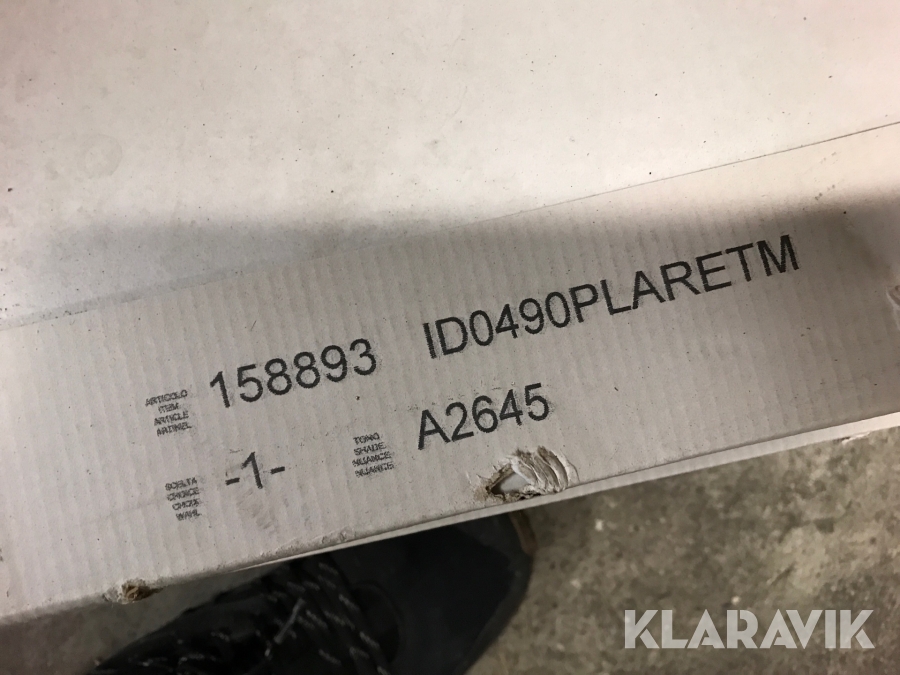 ARTICOLO
ITEM
ARTICLE
ARTIKEL
158893 ID0490PLARETM
SCELTA
CHOICE
CHOIX
WAHL
-1-
TONO
SHADE
NUANCE
NUANCE
A2645
KLARAVIK